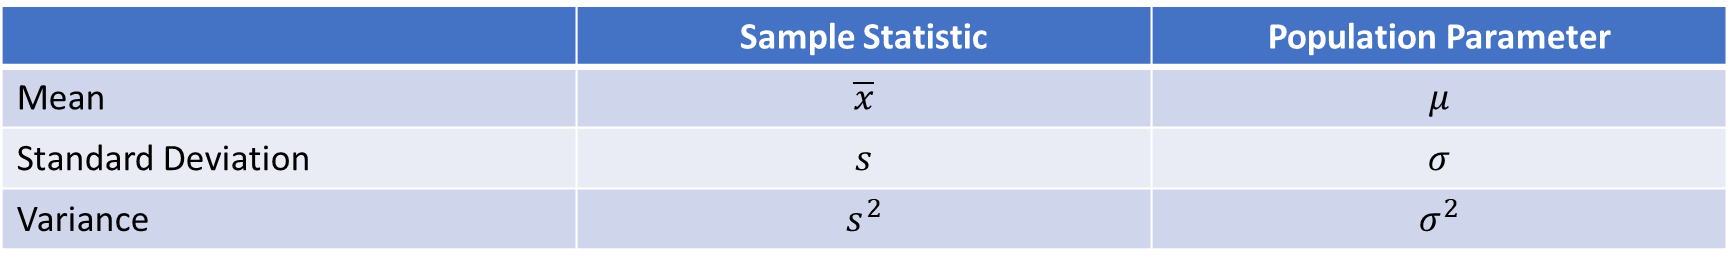 Sample Statistic Population Parameter
Mean x̅ μ
Standard Deviation s σ
Variance s² σ²